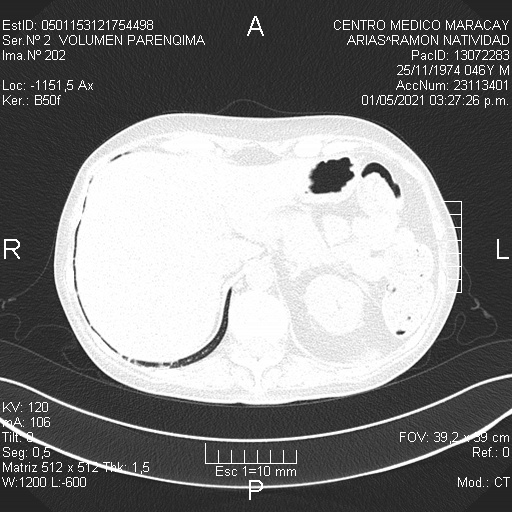 EstID: 0501153121754498
Ser.Nº 2 VOLUMEN PARENQIMA
Ima.Nº 202
Loc: -1151,5 Ax
Ker.: B50f
A
CENTRO MEDICO MARACAY
ARIAS^RAMON NATIVIDAD
PacID: 13072283
25/11/1974 046Y M
AccNum: 23113401
01/05/2021 03:27:26 p.m.
R
L
KV: 120
mA: 106
Tilt: 0
Seg: 0,5
Matriz 512 x 512 Thk: 1,5
W:1200 L:-600
Esc 1=10 mm
P
FOV: 39,2 x 39 cm
Ref.: 0
Mod.: CT